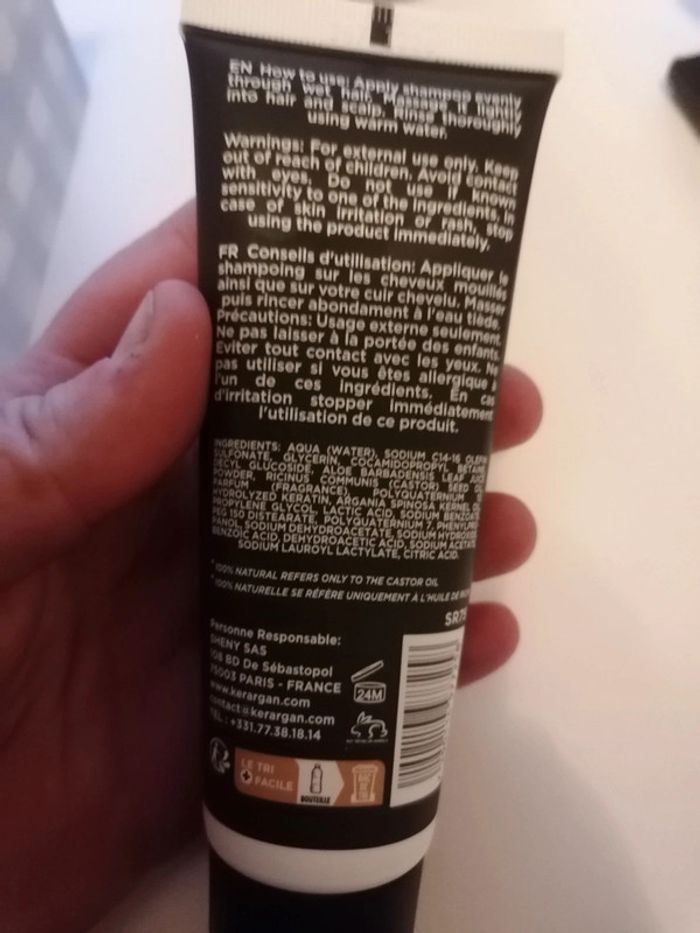 EN How to use: Apply shampoo evenly
through wet hair. Massage it lightly
into hair and scalp. Rinse thoroughly
using warm water.
Warnings: For external use only. Keep
out of reach of children. Avoid contact
with eyes. Do not use if known
sensitivity to one of the ingredients. In
case of skin irritation or rash, stop
using the product immediately.
FR Conseils d'utilisation: Appliquer le
shampoing sur les cheveux mouillés
ainsi que sur votre cuir chevelu. Masser
puis rincer abondament à l'eau tiède.
Précautions: Usage externe seulement.
Ne pas laisser à la portée des enfants.
Eviter tout contact avec les yeux. Ne
pas utiliser si vous êtes allergique à
l'un de ces ingrédients. En cas
d'irritation stopper immédiatement
l'utilisation de ce produit.
INGREDIENTS: AQUA (WATER), SODIUM C14-16 OLEFIN
SULFONATE, GLYCERIN, COCAMIDOPROPYL BETAINE,
DECYL GLUCOSIDE, ALOE BARBADENSIS LEAF JUICE
POWDER, RICINUS COMMUNIS (CASTOR) SEED OIL,
PARFUM (FRAGRANCE), POLYQUATERNIUM
HYDROLYZED KERATIN, ARGANIA SPINOSA KERNEL OIL,
PROPYLENE GLYCOL, LACTIC ACID, SODIUM BENZOATE,
PEG 150 DISTEARATE, POLYQUATERNIUM 7, PHENYLPRO
PANOL, SODIUM DEHYDROACETATE, SODIUM HYDROXIDE,
BENZOIC ACID, DEHYDROACETIC ACID, SODIUM ACETATE,
SODIUM LAUROYL LACTYLATE, CITRIC ACID.
* 100% NATURAL REFERS ONLY TO THE CASTOR OIL
* 100% NATURELLE SE RÉFÈRE UNIQUEMENT À L'HUILE DE
SR75
Personne Responsable:
SHENY SAS
108 BD De Sébastopol
75003 PARIS - FRANCE
www.kerargan.com
contact@kerargan.com
TEL : +331.77.38.18.14
24M
LE TRI
+ FACILE
BOUTEILLE
BAC
DE
TRI